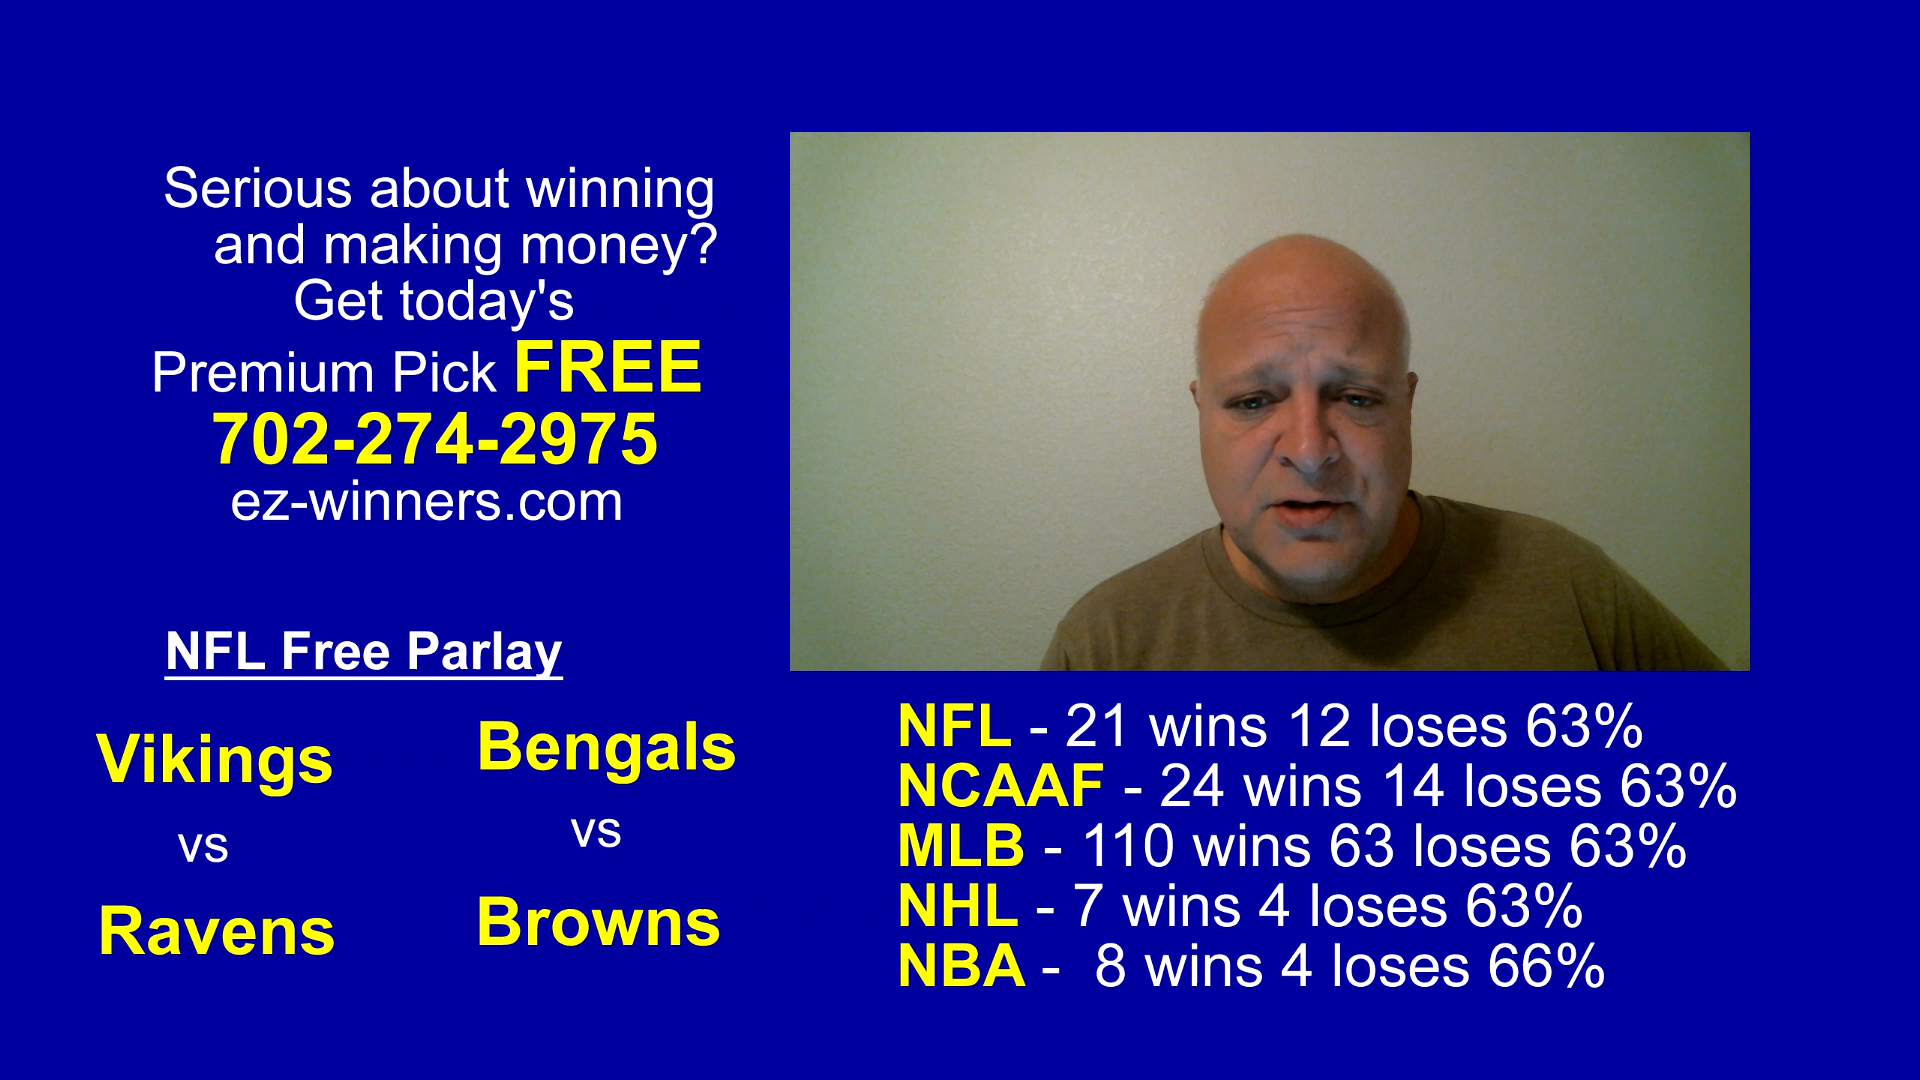 Serious about winning
and making money?
Get today's
Premium Pick FREE
702-274-2975
ez-winners.com
NFL Free Parlay
Vikings
vs
Ravens
Bengals
vs
Browns
NFL - 21 wins 12 loses 63%
NCAAF - 24 wins 14 loses 63%
MLB - 110 wins 63 loses 63%
NHL - 7 wins 4 loses 63%
NBA - 8 wins 4 loses 66%